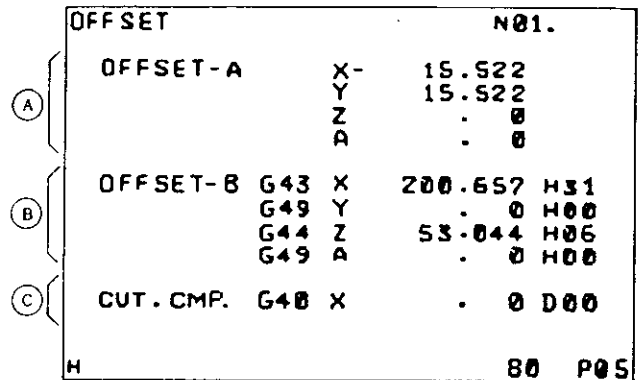 OFFSET N01.
OFFSET-A X- 15.522
Y 15.522
Z . 0
A . 0
A
OFFSET-B G43 X 200.657 H31
G49 Y . 0 H00
G44 Z 53.044 H06
G49 A . 0 H00
B
CUT.CMP. G40 X . 0 D00
C
H 80 P05